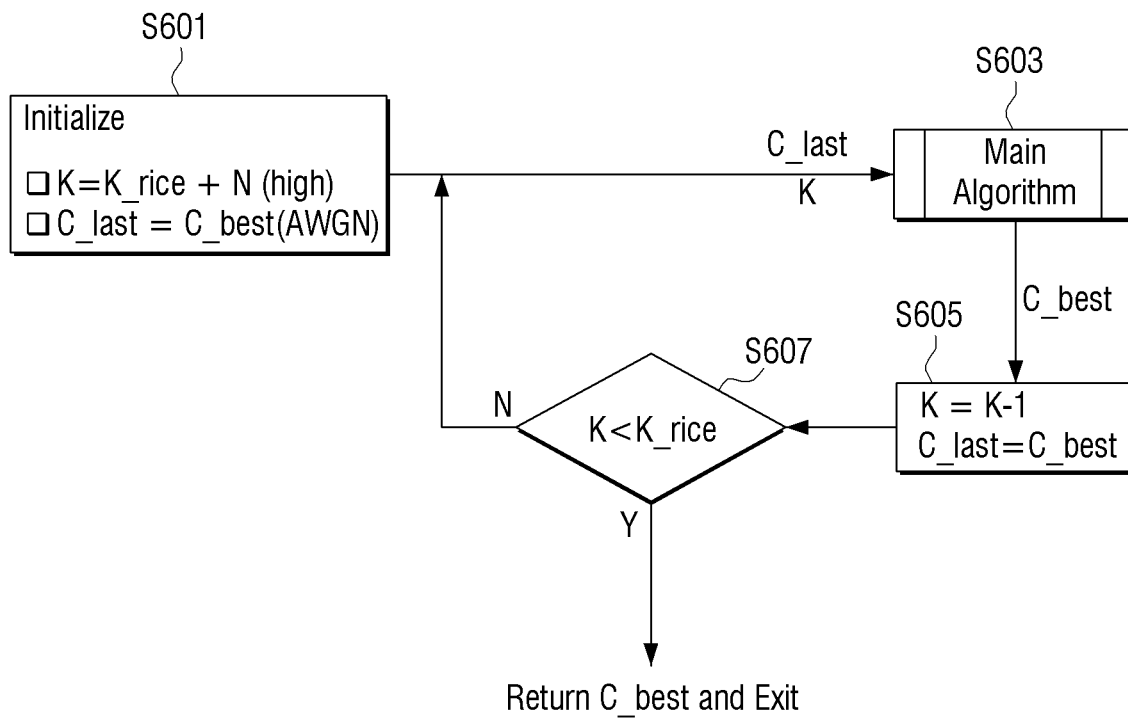 S601
Initialize
❑ K=K_rice + N (high)
❑ C_last = C_best(AWGN)
C_last
K
S603
Main
Algorithm
C_best
S605
K = K-1
C_last=C_best
S607
K<K_rice
N
Y
Return C_best and Exit